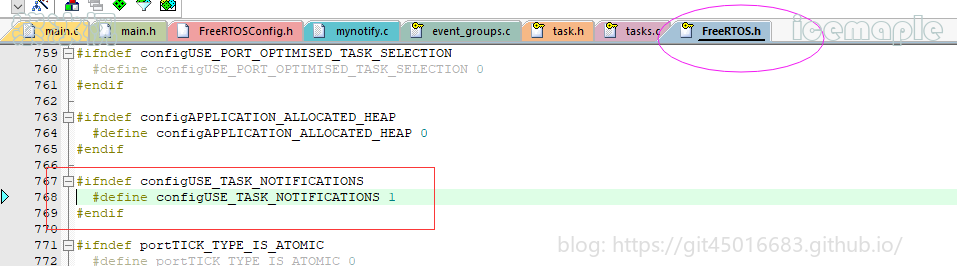 main.c main.h FreeRTOSConfig.h mynotify.c event_groups.c task.h tasks.c FreeRTOS.h
icemaple
759 #ifndef configUSE_PORT_OPTIMISED_TASK_SELECTION
760 #define configUSE_PORT_OPTIMISED_TASK_SELECTION 0
761 #endif
762
763 #ifndef configAPPLICATION_ALLOCATED_HEAP
764 #define configAPPLICATION_ALLOCATED_HEAP 0
765 #endif
766
767 #ifndef configUSE_TASK_NOTIFICATIONS
768 #define configUSE_TASK_NOTIFICATIONS 1
769 #endif
770
771 #ifndef portTICK_TYPE_IS_ATOMIC
772 #define portTICK_TYPE_IS_ATOMIC 0
blog: https://git45016683.github.io/